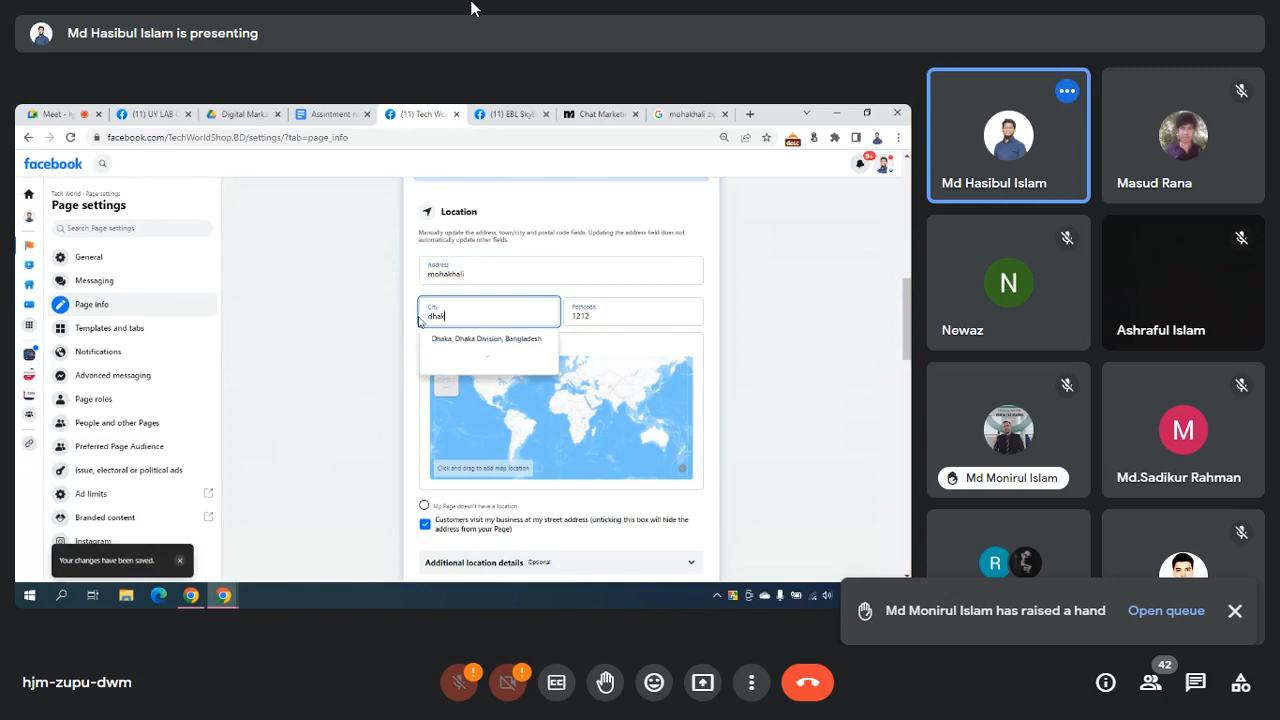 Md Hasibul Islam is presenting
Meet - h
(11) UY LAB C
Digital Marke
Assintment n
(11) Tech Wo
(11) EBL Skyb
Chat Marketi
mohakhali z
facebook.com/TechWorldShop.BD/settings/?tab=page_info
facebook
9+
Tech World · Page settings
Page settings
Search Page settings
General
Messaging
Page info
Templates and tabs
Notifications
Advanced messaging
Page roles
People and other Pages
Preferred Page Audience
issue, electoral or political ads
Ad limits
Branded content
Instagram
Your changes have been saved.
Location
Manually update the address, town/city and postal code fields. Updating the address field does not
automatically update other fields.
Address
mohakhali
City
dhak
Postcode
1212
Dhaka, Dhaka Division, Bangladesh
Click and drag to add map location
My Page doesn't have a location
Customers visit my business at my street address (unticking this box will hide the
address from your Page)
Additional location details Optional
Md Hasibul Islam
Masud Rana
N
Newaz
Ashraful Islam
Md Monirul Islam
M
Md.Sadikur Rahman
R
Md Monirul Islam has raised a hand
Open queue
hjm-zupu-dwm
CC
42